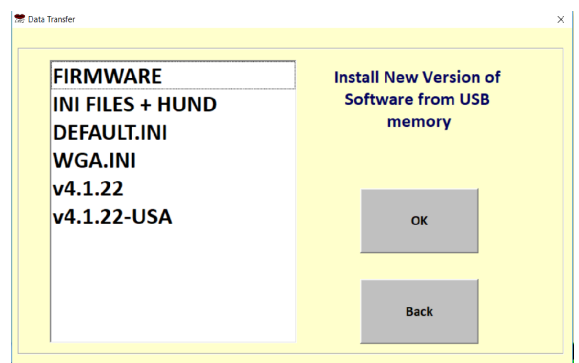 Data Transfer
FIRMWARE
INI FILES + HUND
DEFAULT.INI
WGA.INI
v4.1.22
v4.1.22-USA
Install New Version of
Software from USB
memory
OK
Back